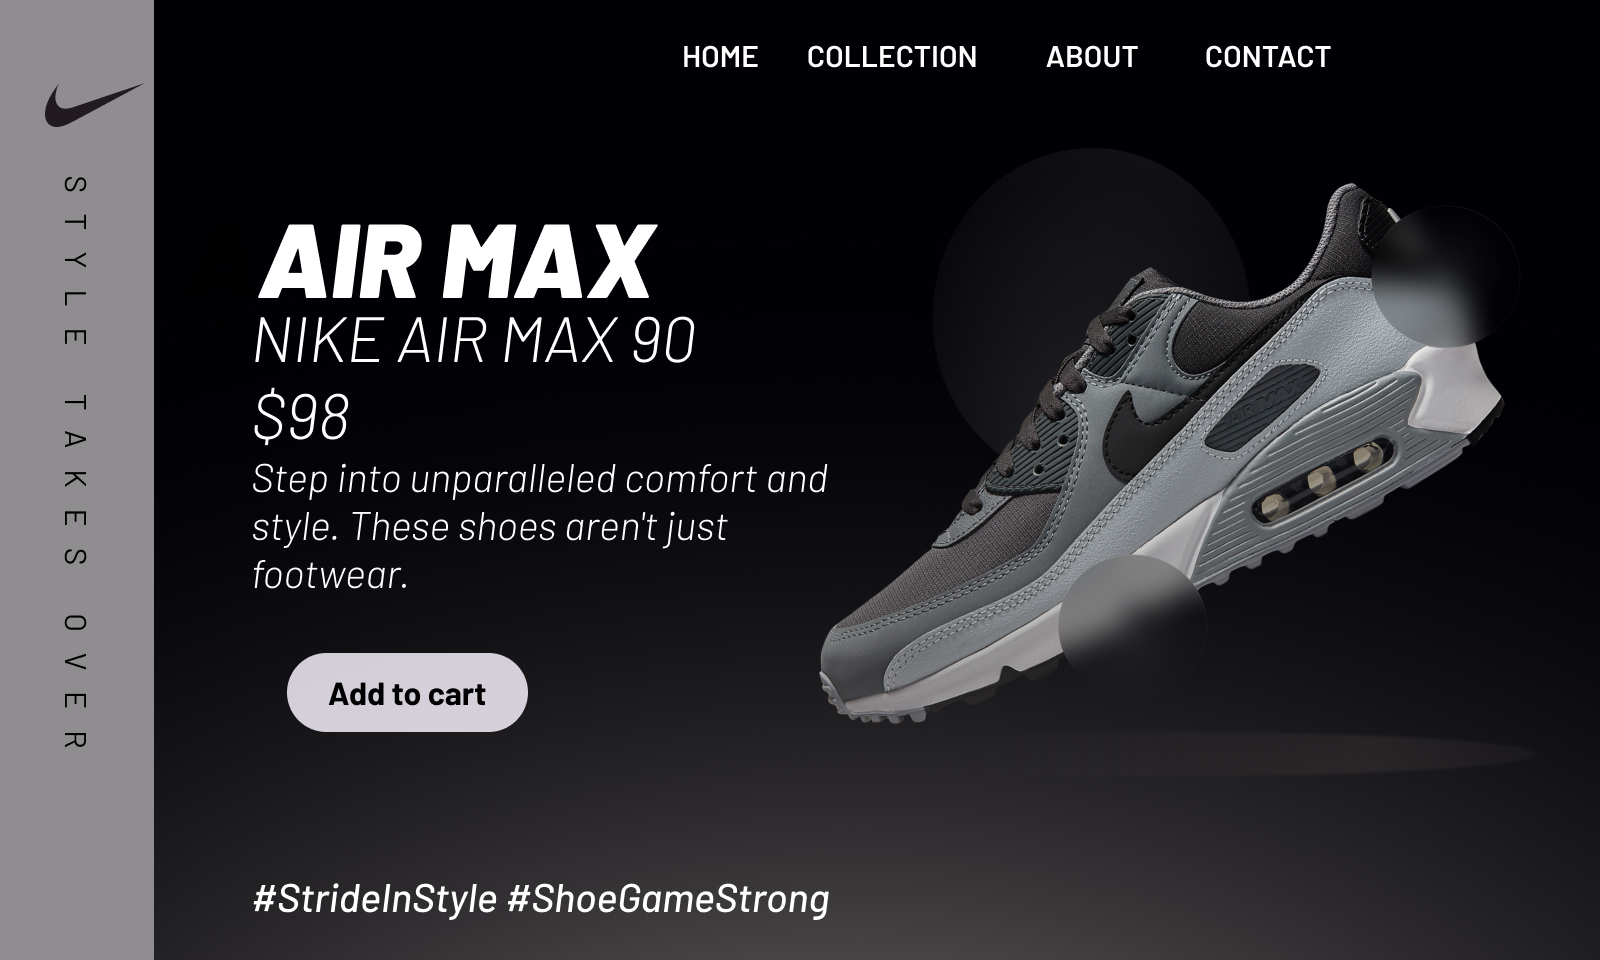 HOME COLLECTION ABOUT CONTACT
STYLE TAKES OVER
AIR MAX
NIKE AIR MAX 90
$98
Step into unparalleled comfort and
style. These shoes aren't just
footwear.
Add to cart
#StrideInStyle #ShoeGameStrong